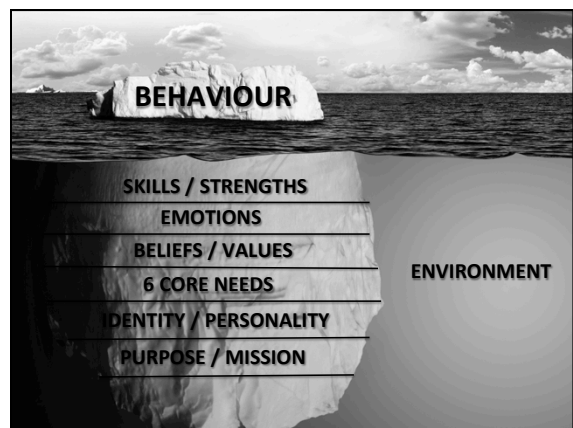 BEHAVIOUR
SKILLS / STRENGTHS
EMOTIONS
BELIEFS / VALUES
6 CORE NEEDS
ENVIRONMENT
IDENTITY / PERSONALITY
PURPOSE / MISSION